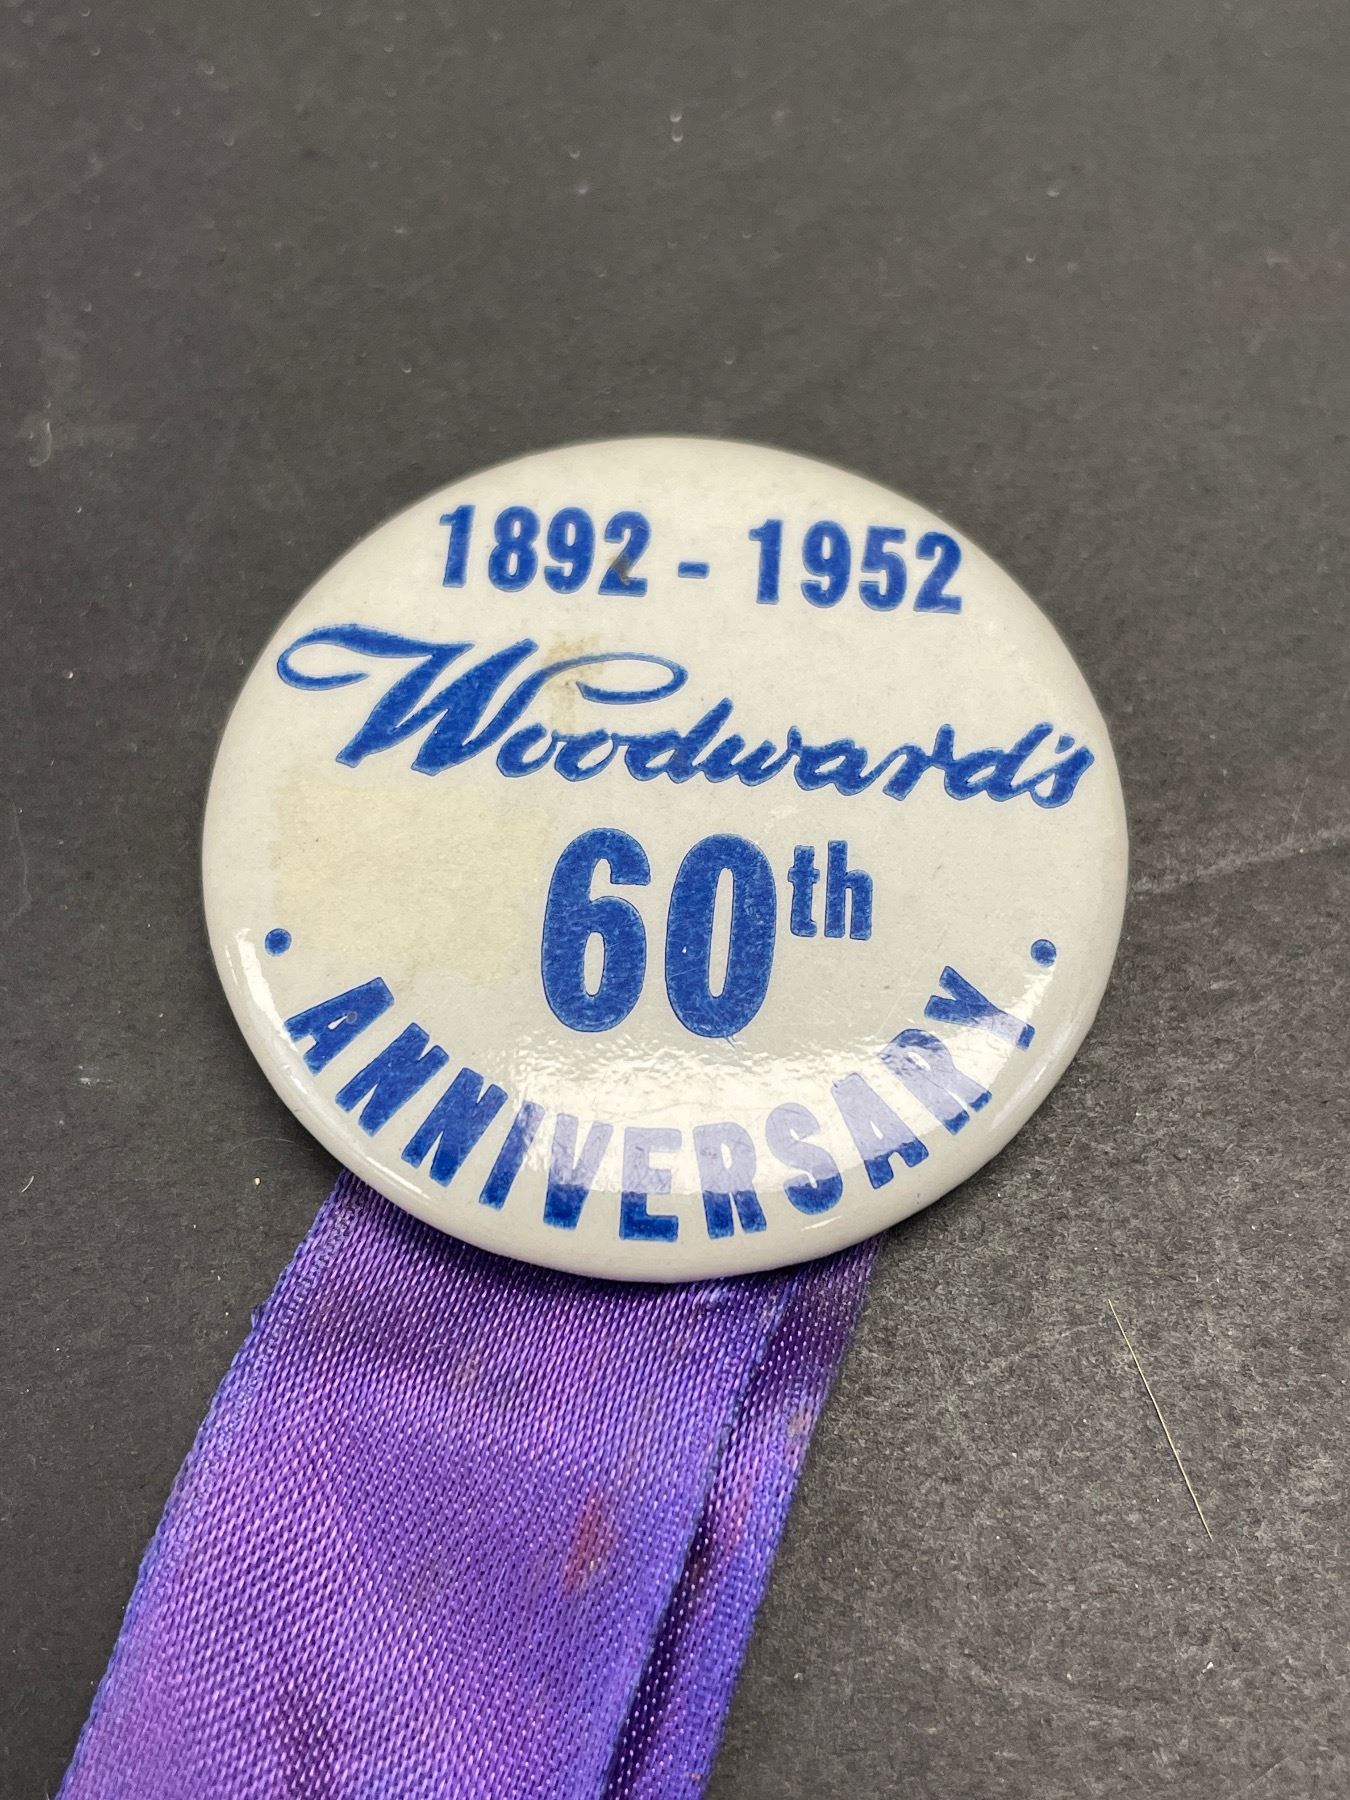 1892 - 1952
Woodward's
60th
• ANNIVERSARY •